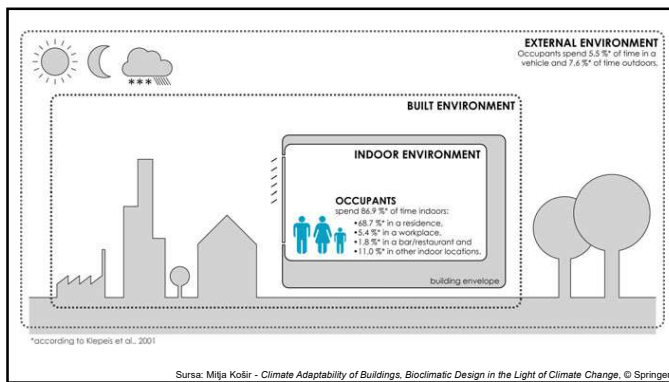 EXTERNAL ENVIRONMENT
Occupants spend 5.5 %* of time in a
vehicle and 7.6 %* of time outdoors.
BUILT ENVIRONMENT
INDOOR ENVIRONMENT
OCCUPANTS
spend 86.9 %* of time indoors:
•68.7 %* in a residence,
•5.4 %* in a workplace,
•1.8 %* in a bar/restaurant and
•11.0 %* in other indoor locations.
building envelope
*according to Klepeis et al., 2001
Sursa: Mitja Košir - Climate Adaptability of Buildings, Bioclimatic Design in the Light of Climate Change, © Springer